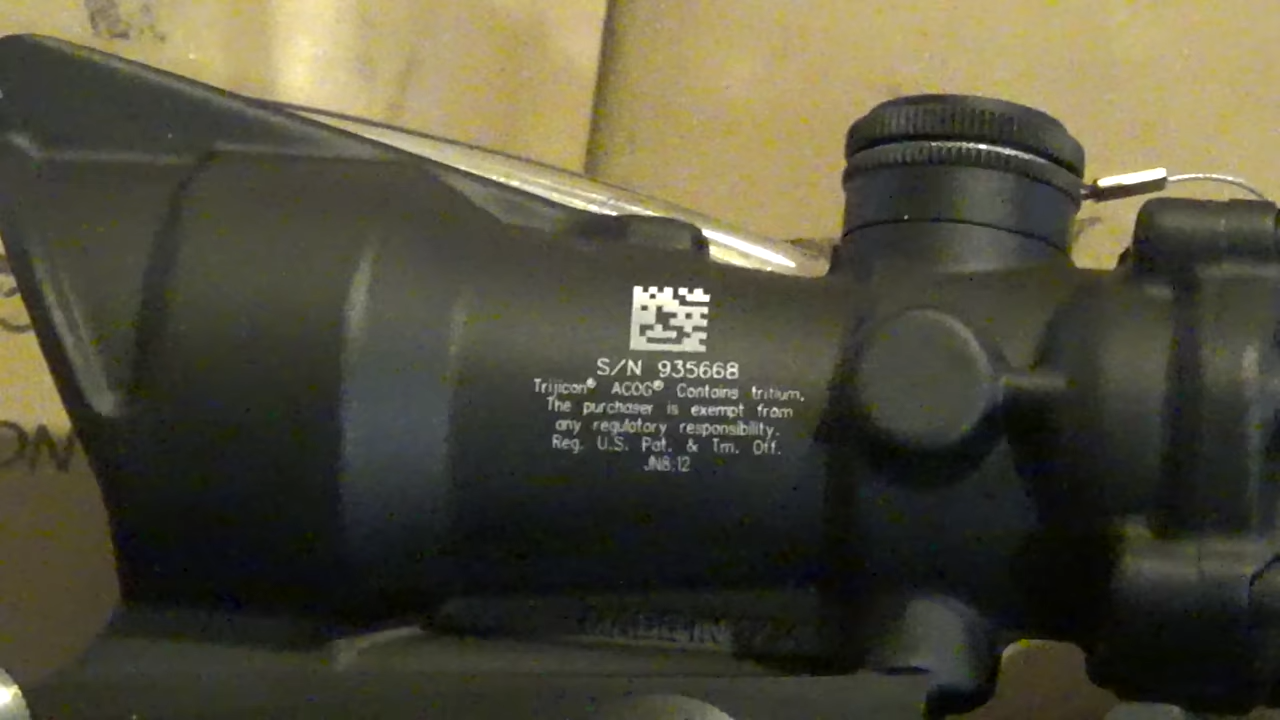 S/N 935668
Trijicon® ACOG® Contains tritium.
The purchaser is exempt from
any regulatory responsibility.
Reg. U.S. Pat. & Tm. Off.
JN8:12
ON